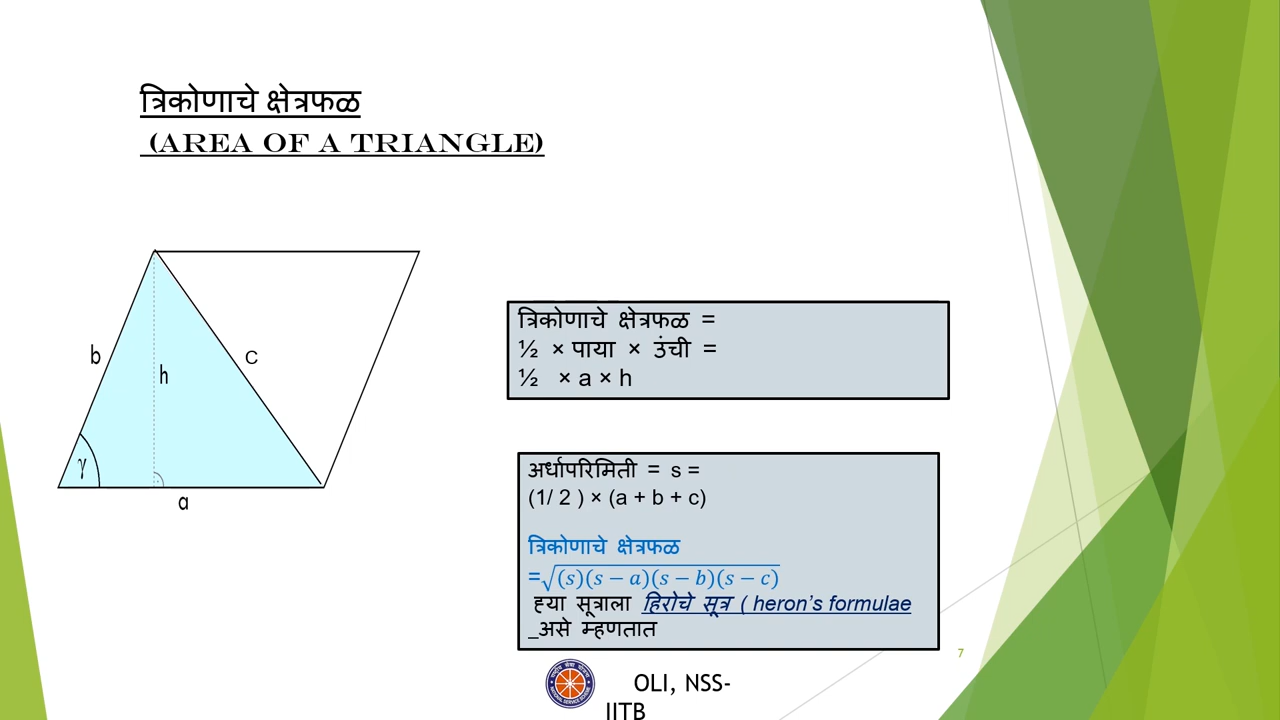 त्रिकोणाचे क्षेत्रफळ
(AREA OF A TRIANGLE)
b
h
c
γ
a
त्रिकोणाचे क्षेत्रफळ =
½ × पाया × उंची =
½ × a × h
अर्धापरिमिती = s =
(1/ 2 ) × (a + b + c)
त्रिकोणाचे क्षेत्रफळ
=√(s)(s − a)(s − b)(s − c)
ह्या सूत्राला हिरोचे सूत्र ( heron's formulae
_असे म्हणतात
7
OLI, NSS-
IITB